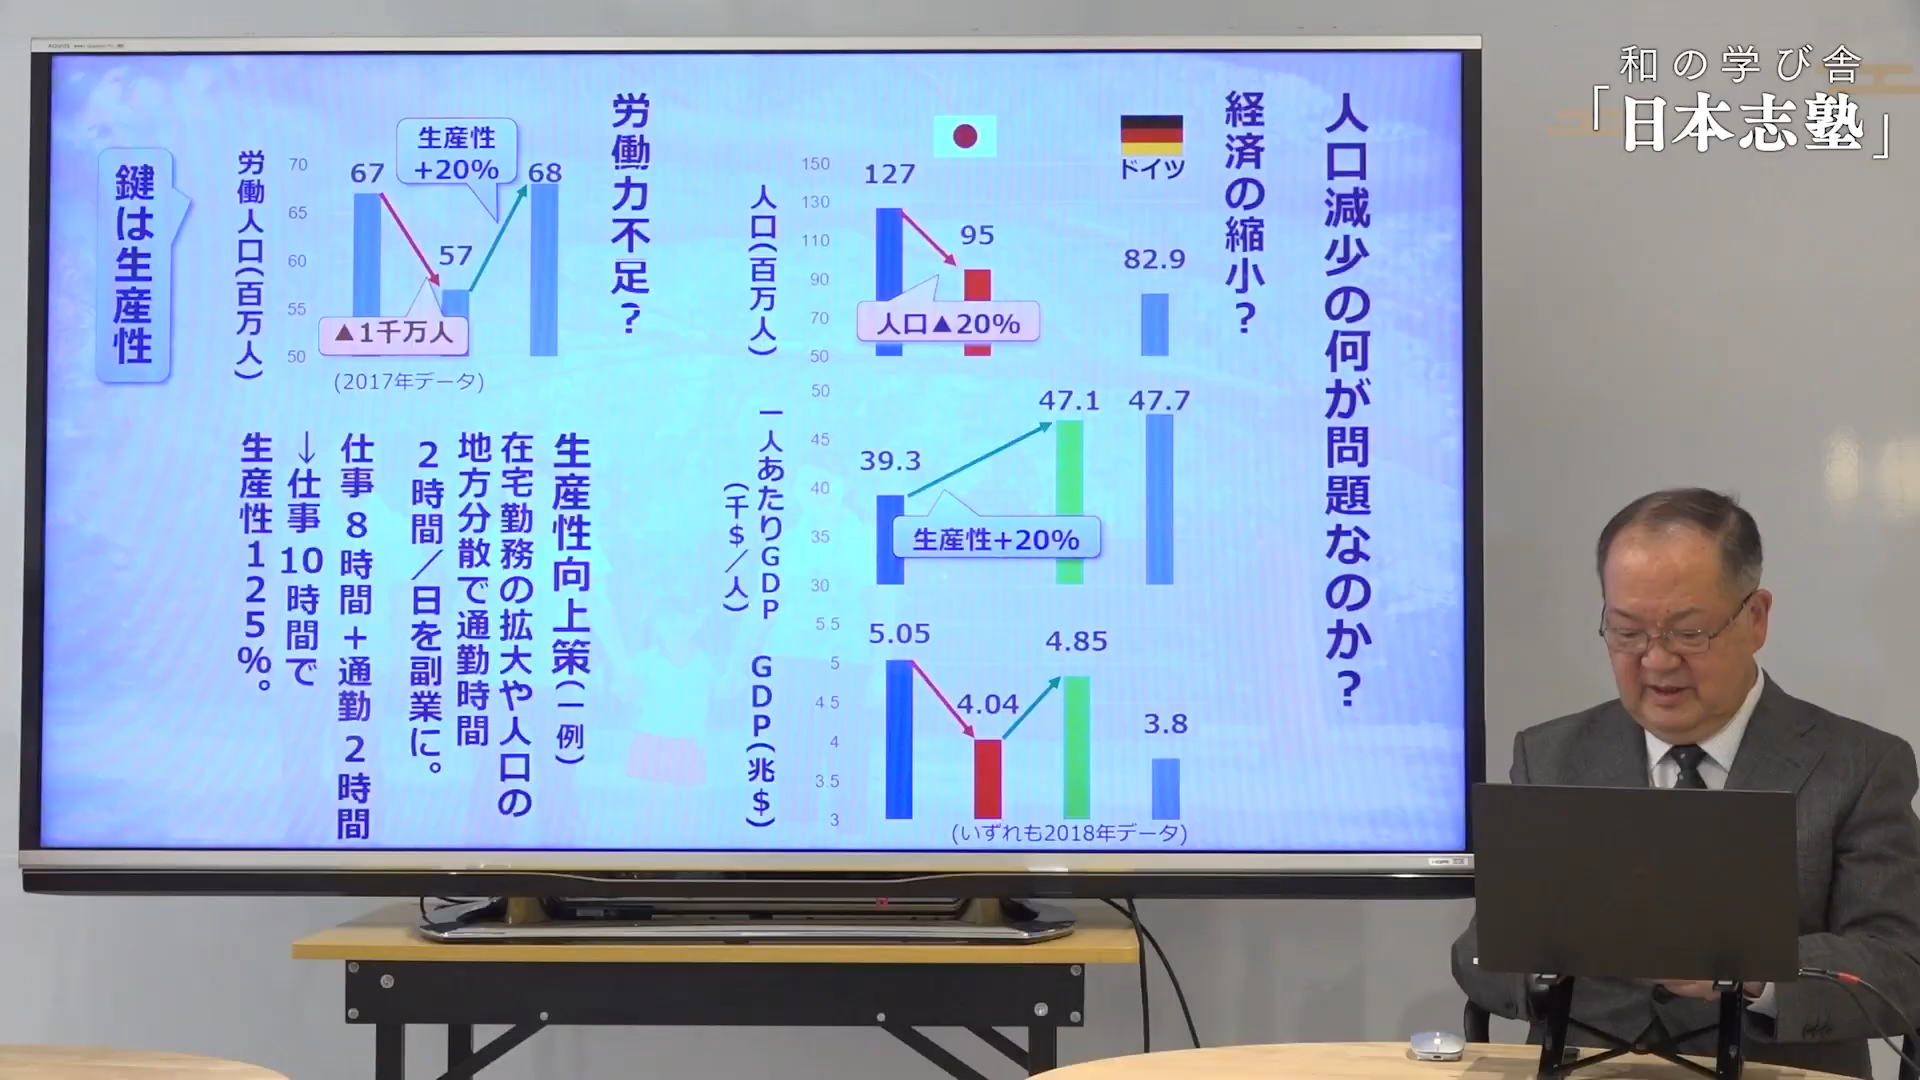 和の学び舎
「日本志塾」
人口減少の何が問題なのか?
経済の縮小?
ドイツ
人口(百万人)
150
130
110
90
70
50
127
95
82.9
人口▲20%
一人あたりGDP
(千$/人)
50
45
40
35
30
39.3
47.1
47.7
生産性+20%
GDP(兆$)
5.5
5
4.5
4
3.5
3
5.05
4.04
4.85
3.8
(いずれも2018年データ)
労働力不足?
労働人口(百万人)
70
65
60
55
50
67
57
68
生産性
+20%
▲1千万人
(2017年データ)
鍵は生産性
生産性向上策(一例)
在宅勤務の拡大や人口の
地方分散で通勤時間
2時間/日を副業に。
仕事8時間+通勤2時間
→仕事10時間で
生産性125%。